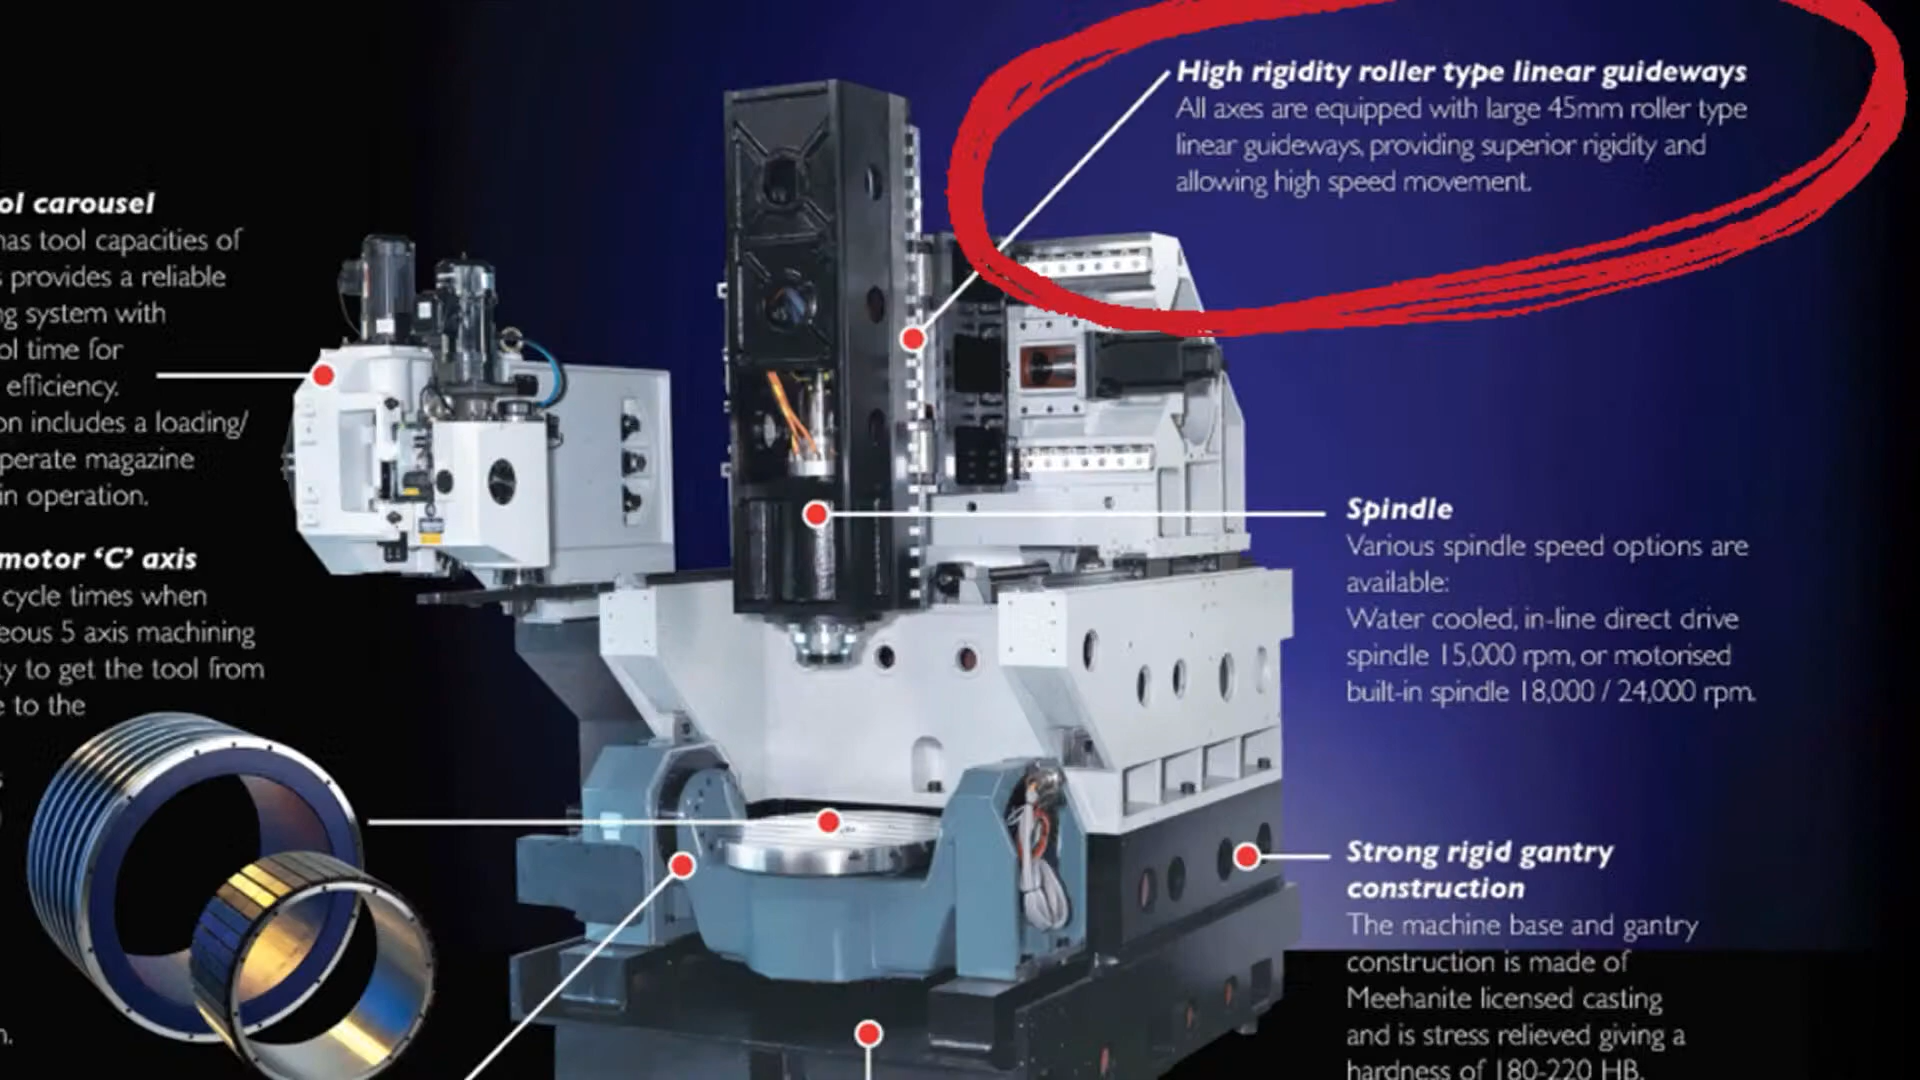 High rigidity roller type linear guideways
All axes are equipped with large 45mm roller type
linear guideways, providing superior rigidity and
allowing high speed movement.
ol carousel
has tool capacities of
s provides a reliable
ng system with
ol time for
efficiency.
on includes a loading/
perate magazine
in operation.
motor ‘C’ axis
cycle times when
eous 5 axis machining
ty to get the tool from
e to the
n.
Spindle
Various spindle speed options are
available:
Water cooled, in-line direct drive
spindle 15,000 rpm, or motorised
built-in spindle 18,000 / 24,000 rpm.
Strong rigid gantry
construction
The machine base and gantry
construction is made of
Meehanite licensed casting
and is stress relieved giving a
hardness of 180-220 HB.